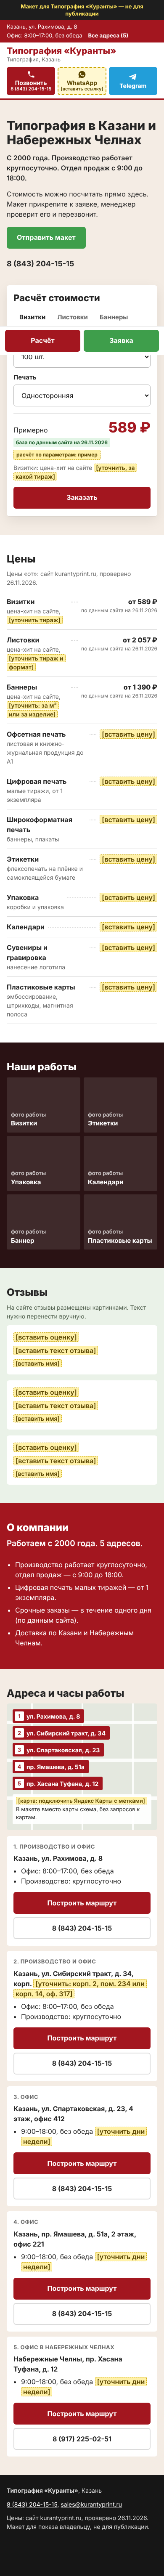 Макет для Типография «Куранты» — не для
публикации
Казань, ул. Рахимова, д. 8
Офис: 8:00–17:00, без обеда Все адреса (5)
Типография «Куранты»
Типография, Казань
Позвонить
8 (843) 204-15-15
WhatsApp
[вставить ссылку]
Telegram
Типография в Казани и
Набережных Челнах
С 2000 года. Производство работает
круглосуточно. Отдел продаж — с 9:00 до
18:00.
Стоимость можно посчитать прямо здесь.
Макет прикрепите к заявке, менеджер
проверит его и перезвонит.
Отправить макет
8 (843) 204-15-15
Расчёт стоимости
Визитки Листовки Баннеры
Расчёт Заявка
100 шт.
Печать
Односторонняя
Примерно 589 ₽
база по данным сайта на 26.11.2026
расчёт по параметрам: пример
Визитки: цена-хит на сайте [уточнить, за
какой тираж]
Заказать
Цены
Цены «от»: сайт kurantyprint.ru, проверено
26.11.2026.
Визитки от 589 ₽
цена-хит на сайте, по данным сайта на 26.11.2026
[уточнить тираж]
Листовки от 2 057 ₽
цена-хит на сайте, по данным сайта на 26.11.2026
[уточнить тираж и
формат]
Баннеры от 1 390 ₽
цена-хит на сайте, по данным сайта на 26.11.2026
[уточнить: за м²
или за изделие]
Офсетная печать [вставить цену]
листовая и книжно-
журнальная продукция до
А1
Цифровая печать [вставить цену]
малые тиражи, от 1
экземпляра
Широкоформатная [вставить цену]
печать
баннеры, плакаты
Этикетки [вставить цену]
флексопечать на плёнке и
самоклеящейся бумаге
Упаковка [вставить цену]
коробки и упаковка
Календари [вставить цену]
Сувениры и [вставить цену]
гравировка
нанесение логотипа
Пластиковые карты [вставить цену]
эмбоссирование,
штрихкоды, магнитная
полоса
Наши работы
фото работы фото работы
Визитки Этикетки
фото работы фото работы
Упаковка Календари
фото работы фото работы
Баннер Пластиковые карты
Отзывы
На сайте отзывы размещены картинками. Текст
нужно перенести вручную.
[вставить оценку]
[вставить текст отзыва]
[вставить имя]
[вставить оценку]
[вставить текст отзыва]
[вставить имя]
[вставить оценку]
[вставить текст отзыва]
[вставить имя]
О компании
Работаем с 2000 года. 5 адресов.
Производство работает круглосуточно,
отдел продаж — с 9:00 до 18:00.
Цифровая печать малых тиражей — от 1
экземпляра.
Срочные заказы — в течение одного дня
(по данным сайта).
Доставка по Казани и Набережным
Челнам.
Адреса и часы работы
1 ул. Рахимова, д. 8
2 ул. Сибирский тракт, д. 34
3 ул. Спартаковская, д. 23
4 пр. Ямашева, д. 51а
5 пр. Хасана Туфана, д. 12
[карта: подключить Яндекс Карты с метками]
В макете вместо карты схема, без запросов к
картам.
1. ПРОИЗВОДСТВО И ОФИС
Казань, ул. Рахимова, д. 8
Офис: 8:00–17:00, без обеда
Производство: круглосуточно
Построить маршрут
8 (843) 204-15-15
2. ПРОИЗВОДСТВО И ОФИС
Казань, ул. Сибирский тракт, д. 34,
корп. [уточнить: корп. 2, пом. 234 или
корп. 14, оф. 317]
Офис: 8:00–17:00, без обеда
Производство: круглосуточно
Построить маршрут
8 (843) 204-15-15
3. ОФИС
Казань, ул. Спартаковская, д. 23, 4
этаж, офис 412
9:00–18:00, без обеда [уточнить дни
недели]
Построить маршрут
8 (843) 204-15-15
4. ОФИС
Казань, пр. Ямашева, д. 51а, 2 этаж,
офис 221
9:00–18:00, без обеда [уточнить дни
недели]
Построить маршрут
8 (843) 204-15-15
5. ОФИС В НАБЕРЕЖНЫХ ЧЕЛНАХ
Набережные Челны, пр. Хасана
Туфана, д. 12
9:00–18:00, без обеда [уточнить дни
недели]
Построить маршрут
8 (917) 225-02-51
Типография «Куранты», Казань
8 (843) 204-15-15, sales@kurantyprint.ru
Цены: сайт kurantyprint.ru, проверено 26.11.2026.
Макет для показа владельцу, не для публикации.